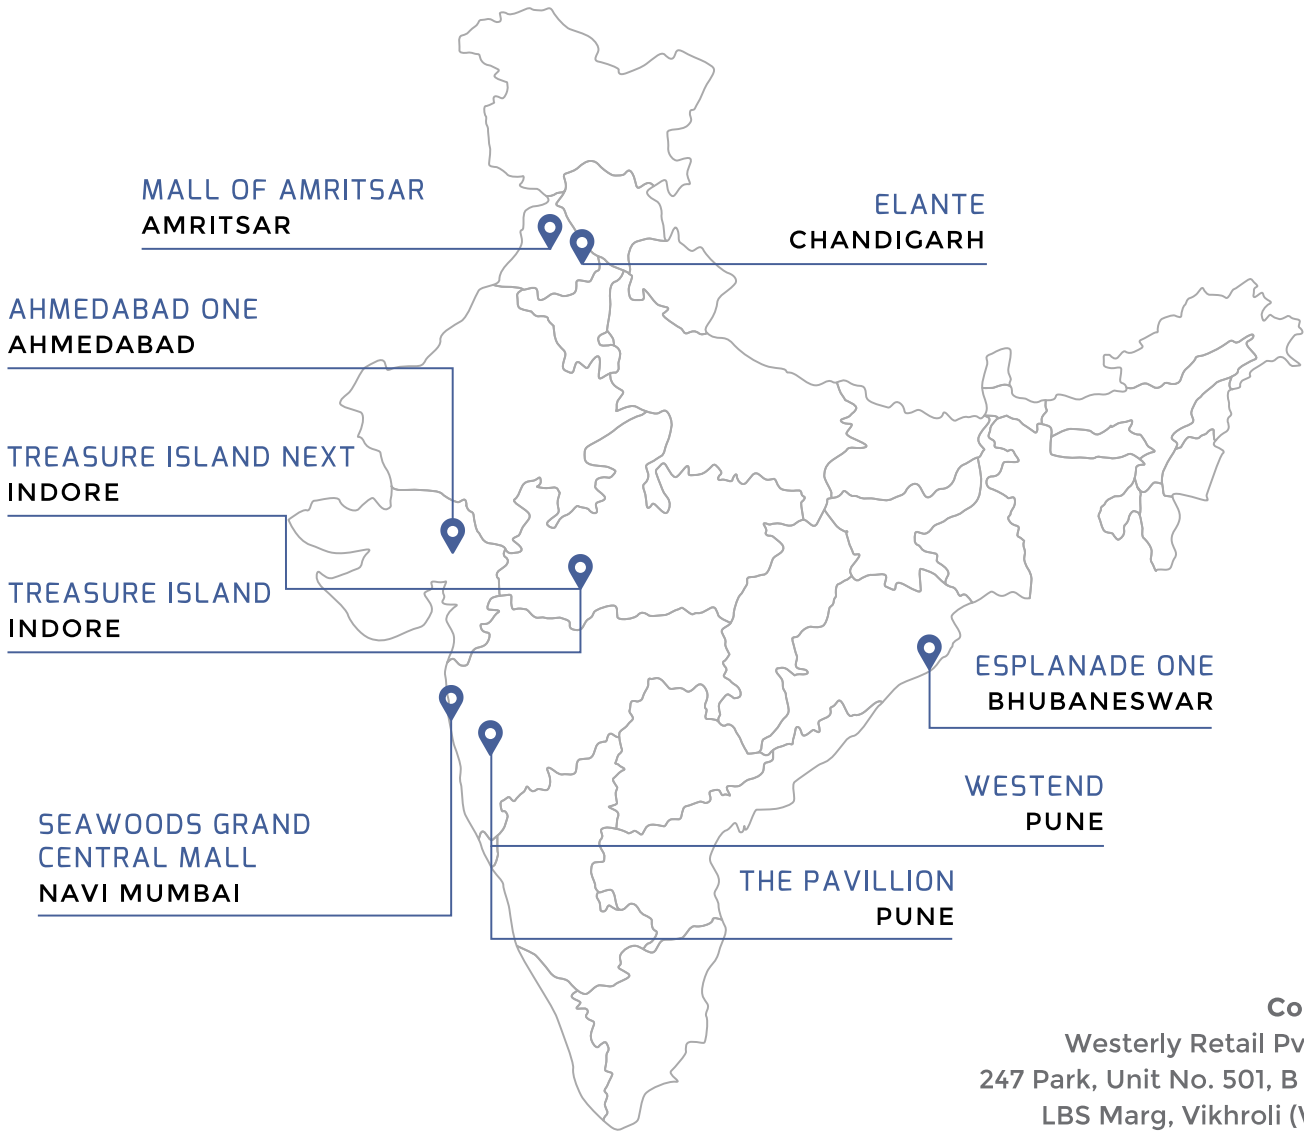 MALL OF AMRITSAR
AMRITSAR
ELANTE
CHANDIGARH
AHMEDABAD ONE
AHMEDABAD
TREASURE ISLAND NEXT
INDORE
TREASURE ISLAND
INDORE
ESPLANADE ONE
BHUBANESWAR
WESTEND
PUNE
SEAWOODS GRAND
CENTRAL MALL
NAVI MUMBAI
THE PAVILLION
PUNE
Westerly Retail
247 Park, Unit No. 501, B
LBS Marg, Vikhroli